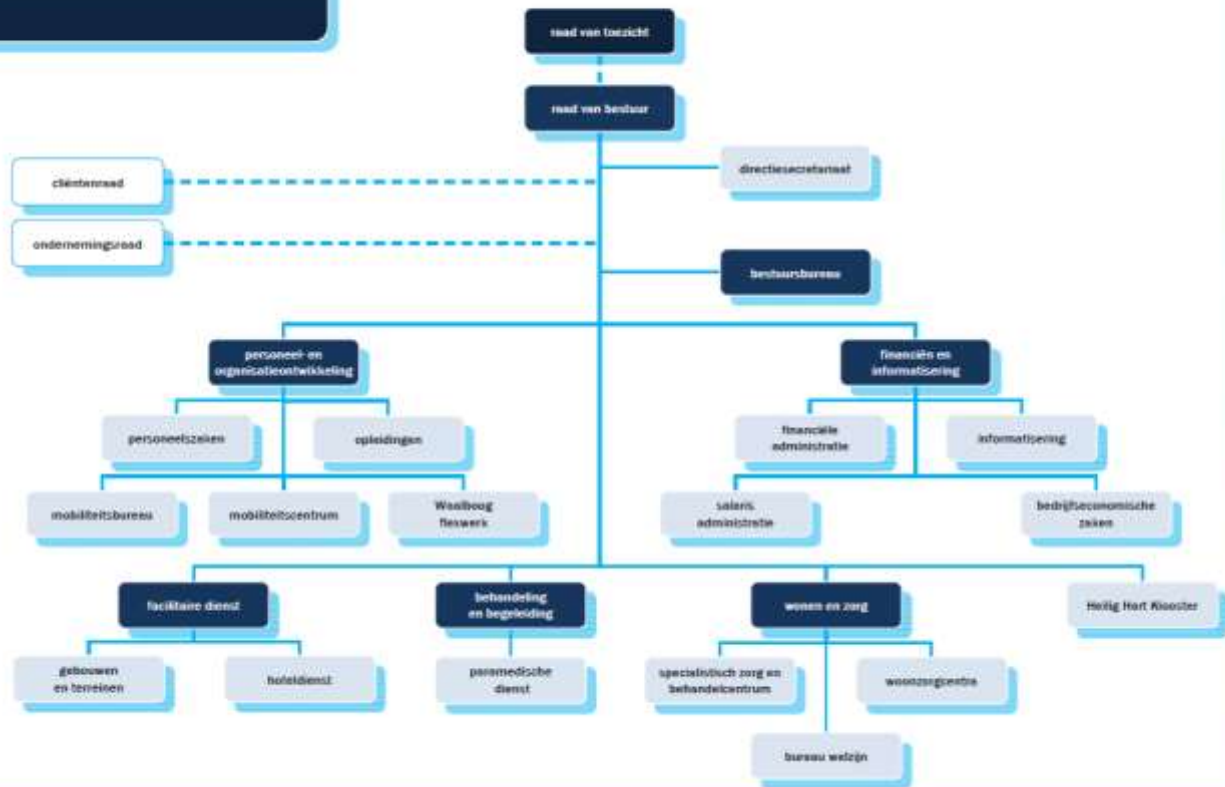 raad van toezicht
raad van bestuur
cliëntenraad
directiesecretariaat
ondernemingsraad
bestuursbureau
personeel- en
organisatieontwikkeling
financiën en
informatisering
personeelszaken
opleidingen
financiële
administratie
informatisering
mobiliteitsbureau
mobiliteitscentrum
Waalboog
flexwerk
salaris
administratie
bedrijfseconomische
zaken
facilitaire dienst
behandeling
en begeleiding
wonen en zorg
Heilig Hart Klooster
gebouwen
en terreinen
hoteldienst
paramedische
dienst
specialistisch zorg en
behandelcentrum
woonzorgcentra
bureau welzijn